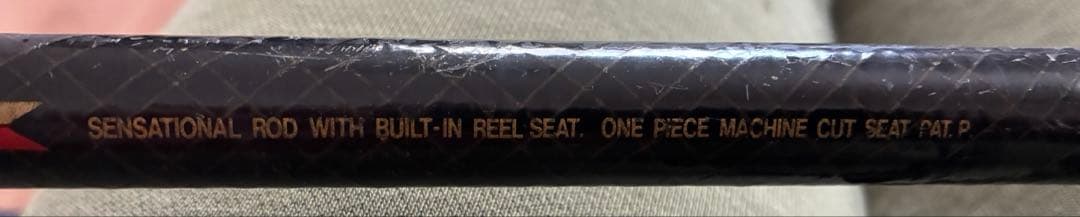 SENSATIONAL ROD WITH BUILT-IN REEL SEAT. ONE PIECE MACHINE CUT SEAT PAT. P.